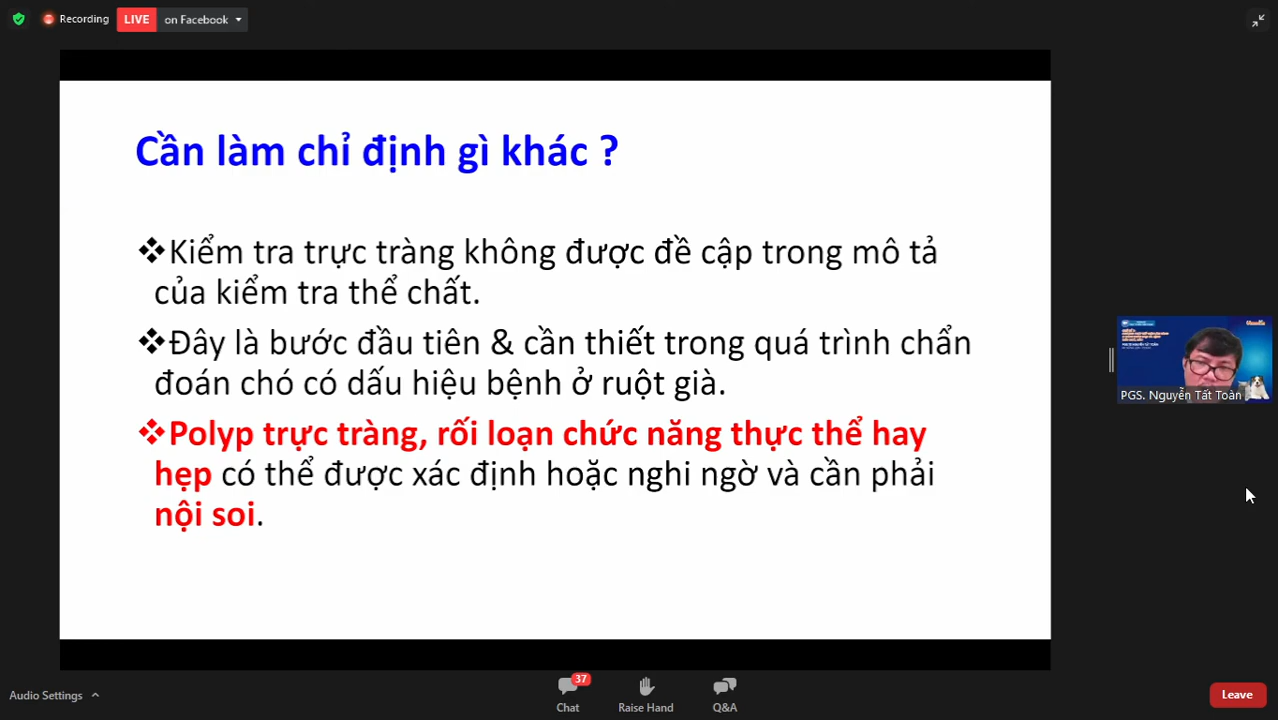 Recording
LIVE on Facebook
Cần làm chỉ định gì khác ?
❖Kiểm tra trực tràng không được đề cập trong mô tả
của kiểm tra thể chất.
❖Đây là bước đầu tiên & cần thiết trong quá trình chẩn
đoán chó có dấu hiệu bệnh ở ruột già.
❖Polyp trực tràng, rối loạn chức năng thực thể hay
hẹp có thể được xác định hoặc nghi ngờ và cần phải
nội soi.
PGS. Nguyễn Tất Toàn
Audio Settings
37
Chat
Raise Hand
Q&A
Leave